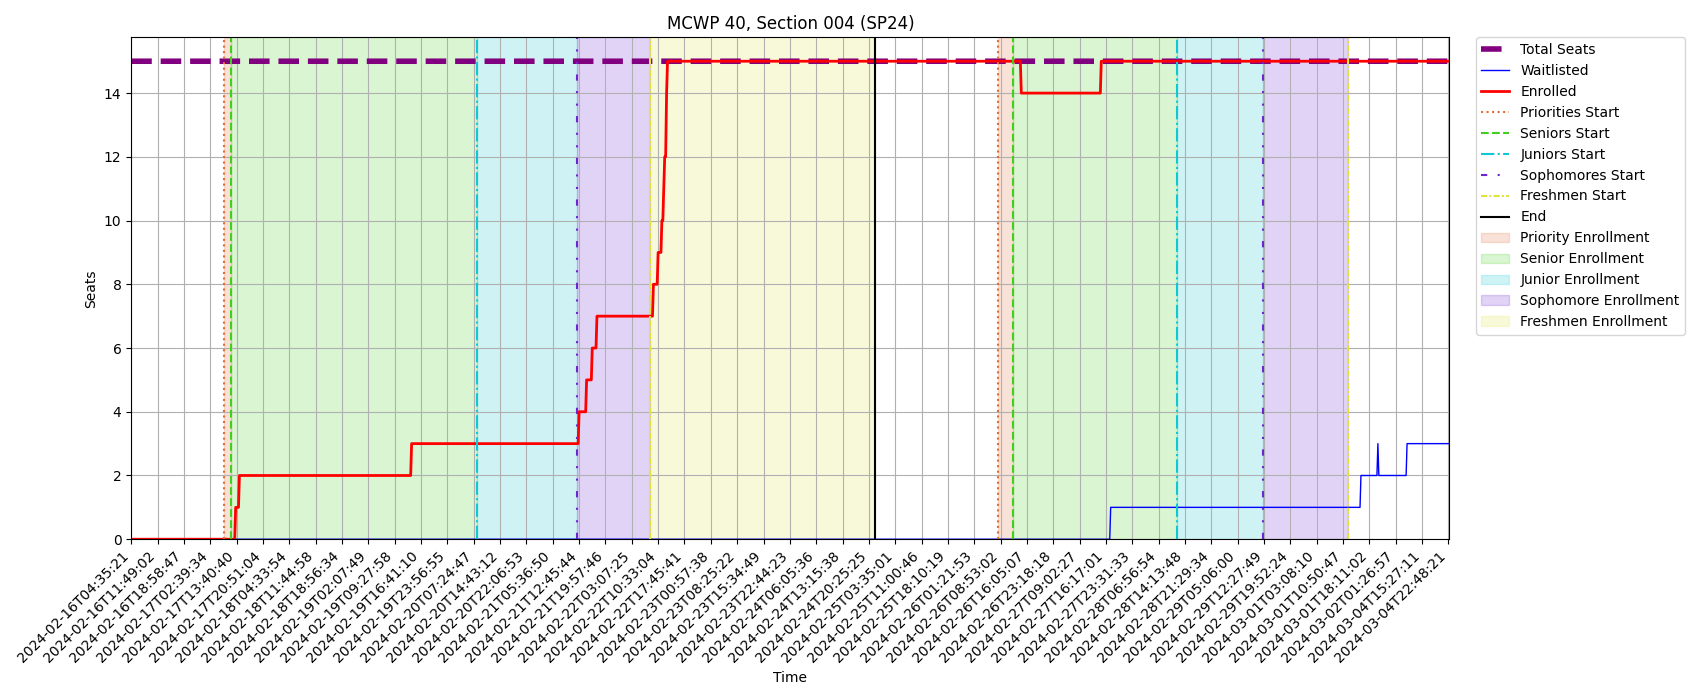 MCWP 40, Section 004 (SP24)
Seats
14
12
10
8
6
4
2
0
2024-02-16T04:35:21
2024-02-16T11:49:02
2024-02-16T18:58:47
2024-02-17T02:39:34
2024-02-17T13:40:40
2024-02-17T20:51:04
2024-02-18T04:33:54
2024-02-18T11:44:58
2024-02-18T18:56:34
2024-02-19T02:07:49
2024-02-19T09:27:58
2024-02-19T16:41:10
2024-02-19T23:56:55
2024-02-20T07:24:47
2024-02-20T14:43:12
2024-02-20T22:06:53
2024-02-21T05:36:50
2024-02-21T12:45:44
2024-02-21T19:57:46
2024-02-22T03:07:25
2024-02-22T10:33:04
2024-02-22T17:45:41
2024-02-23T00:57:38
2024-02-23T08:25:22
2024-02-23T15:34:49
2024-02-23T22:44:23
2024-02-24T06:05:36
2024-02-24T13:15:38
2024-02-24T20:25:25
2024-02-25T03:35:01
2024-02-25T11:00:46
2024-02-25T18:10:19
2024-02-26T01:21:53
2024-02-26T08:53:02
2024-02-26T16:05:07
2024-02-26T23:18:18
2024-02-27T09:02:27
2024-02-27T16:17:01
2024-02-27T23:31:33
2024-02-28T06:56:54
2024-02-28T14:13:48
2024-02-28T21:29:34
2024-02-29T05:06:00
2024-02-29T12:27:49
2024-02-29T19:52:24
2024-03-01T03:08:10
2024-03-01T10:50:47
2024-03-01T18:11:02
2024-03-02T01:26:57
2024-03-04T15:27:11
2024-03-04T22:48:21
Time
Total Seats
Waitlisted
Enrolled
Priorities Start
Seniors Start
Juniors Start
Sophomores Start
Freshmen Start
End
Priority Enrollment
Senior Enrollment
Junior Enrollment
Sophomore Enrollment
Freshmen Enrollment